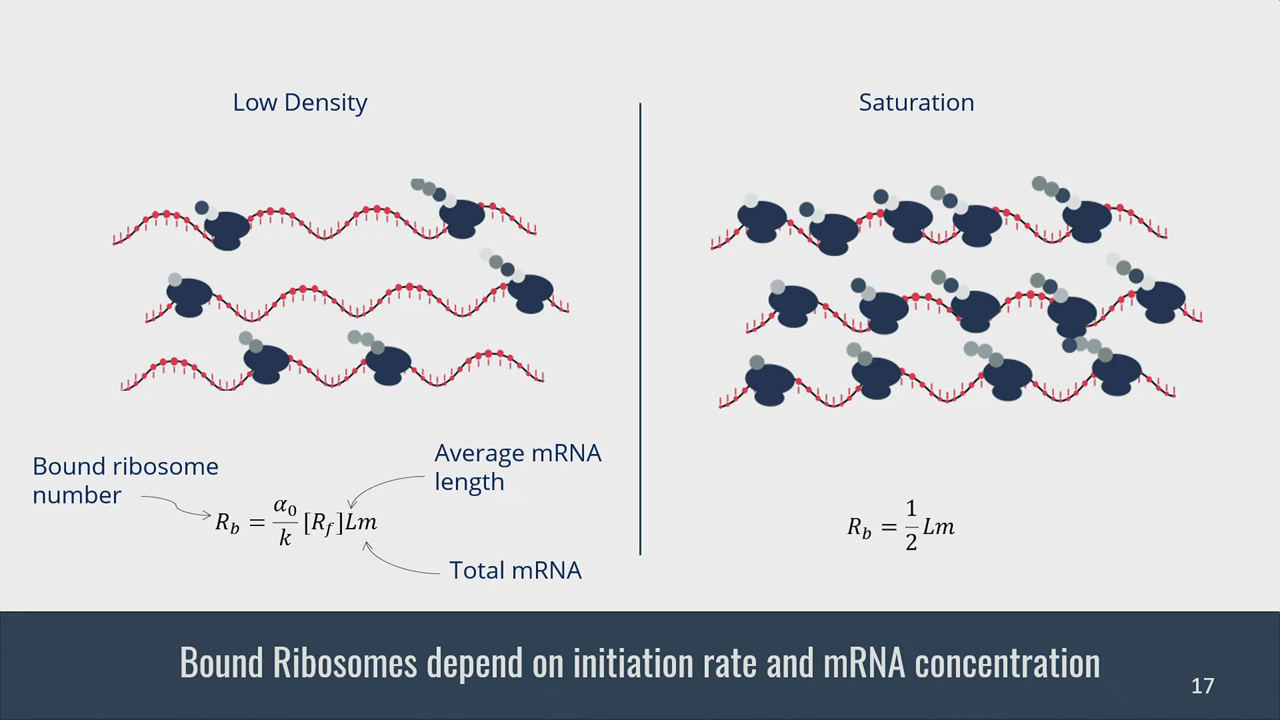 Low Density
Saturation
Bound ribosome
number
Average mRNA
length
R_b = α_0/k [R_f]Lm
Total mRNA
R_b = 1/2 Lm
Bound Ribosomes depend on initiation rate and mRNA concentration
17